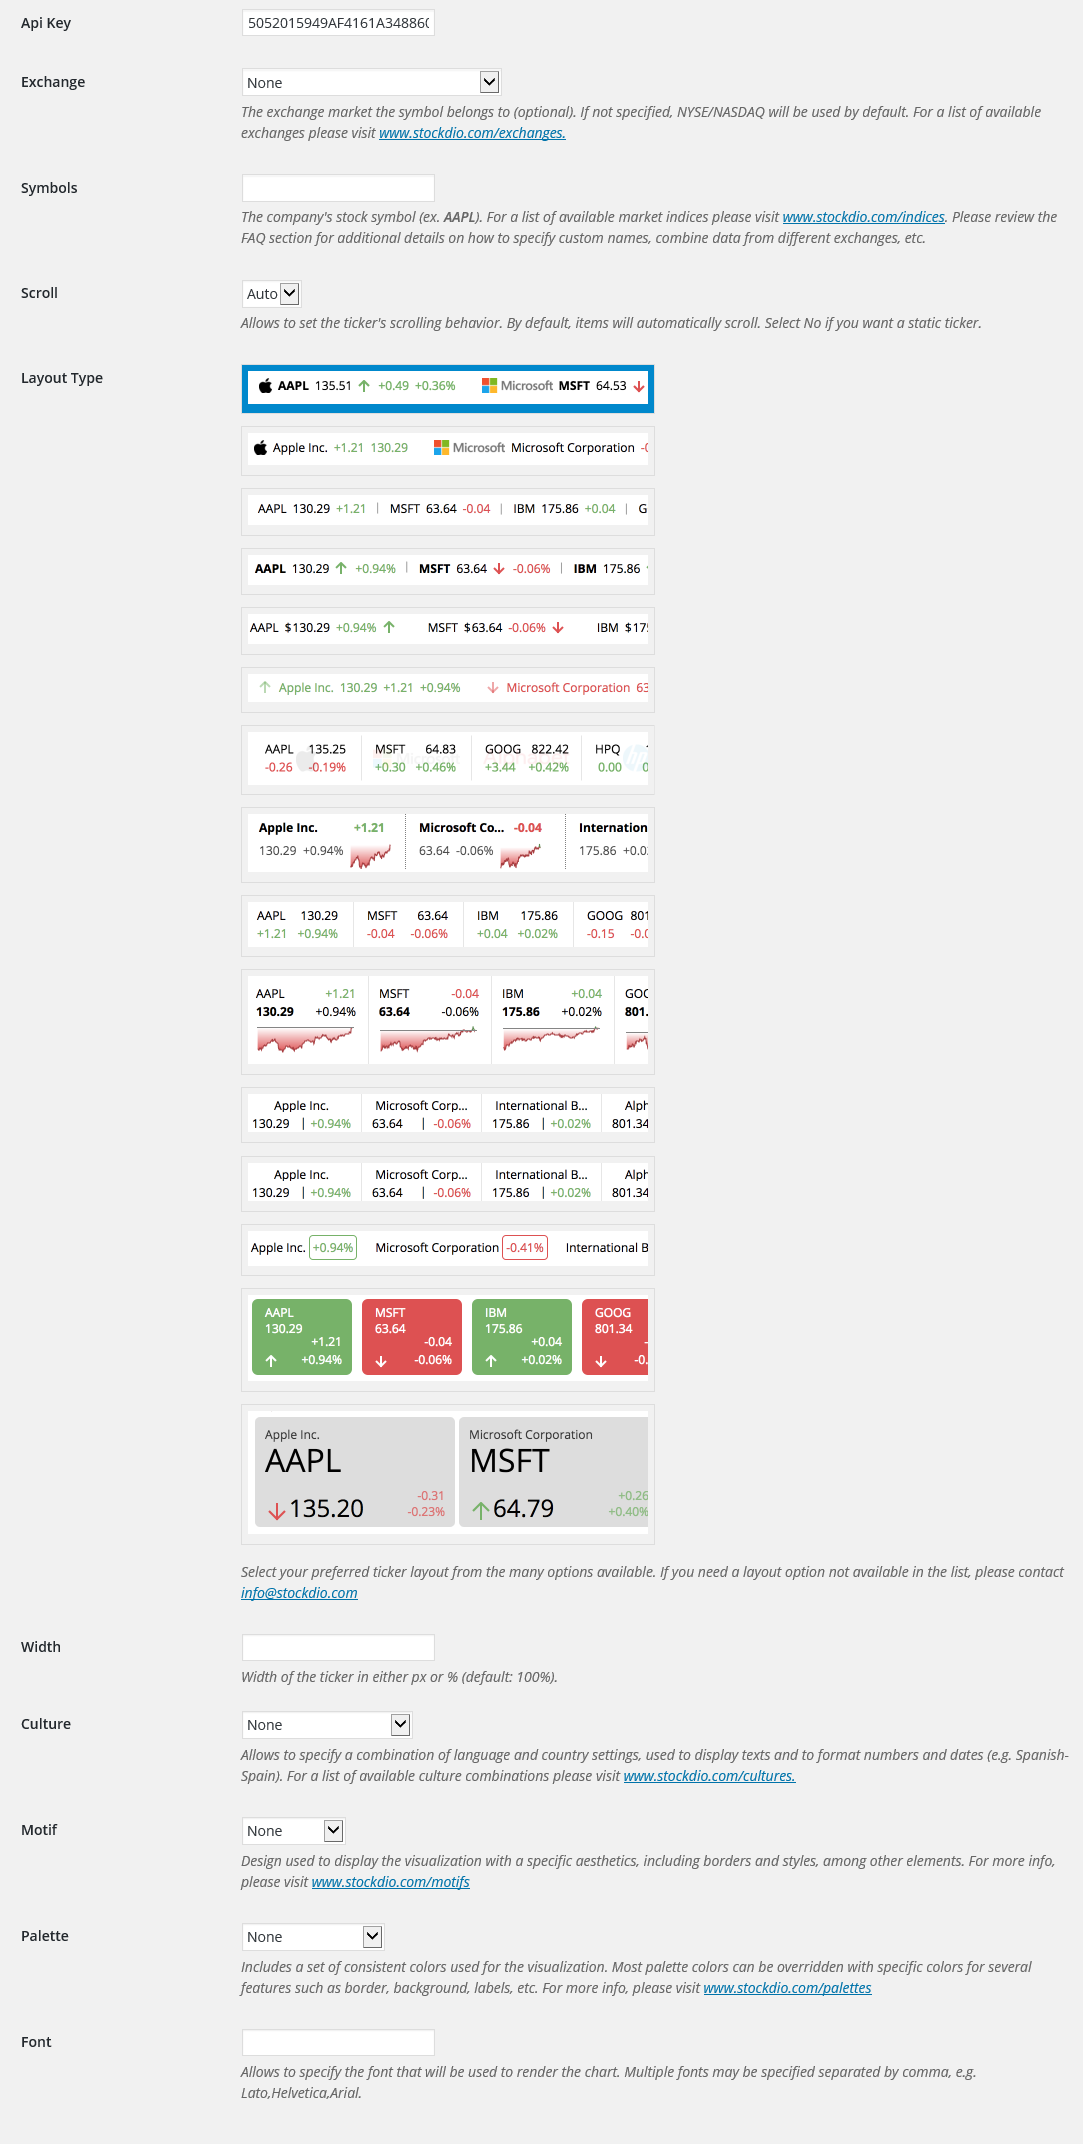 Api Key
5052015949AF4161A34886
Exchange
None
The exchange market the symbol belongs to (optional). If not specified, NYSE/NASDAQ will be used by default. For a list of available
exchanges please visit www.stockdio.com/exchanges.
Symbols
The company's stock symbol (ex. AAPL). For a list of available market indices please visit www.stockdio.com/indices. Please review the
FAQ section for additional details on how to specify custom names, combine data from different exchanges, etc.
Scroll
Auto
Allows to set the ticker's scrolling behavior. By default, items will automatically scroll. Select No if you want a static ticker.
Layout Type
AAPL 135.51 ↑ +0.49 +0.36% Microsoft MSFT 64.53 ↓
Apple Inc. +1.21 130.29 Microsoft Microsoft Corporation
AAPL 130.29 +1.21 | MSFT 63.64 -0.04 | IBM 175.86 +0.04 | G
AAPL 130.29 ↑ +0.94% | MSFT 63.64 ↓ -0.06% | IBM 175.86
AAPL $130.29 +0.94% ↑ MSFT $63.64 -0.06% ↓ IBM $17
↑ Apple Inc. 130.29 +1.21 +0.94% ↓ Microsoft Corporation 63
AAPL 135.25 MSFT 64.83 GOOG 822.42 HPQ
-0.26 -0.19% +0.30 +0.46% +3.44 +0.42% 0.00 0
Apple Inc. +1.21 Microsoft Co... -0.04 Internation
130.29 +0.94% 63.64 -0.06% 175.86 +0.0
AAPL 130.29 MSFT 63.64 IBM 175.86 GOOG 801
+1.21 +0.94% -0.04 -0.06% +0.04 +0.02% -0.15 -0.0
AAPL +1.21 MSFT -0.04 IBM +0.04 GOO
130.29 +0.94% 63.64 -0.06% 175.86 +0.02% 801.
Apple Inc. Microsoft Corp... International B... Alph
130.29 | +0.94% 63.64 | -0.06% 175.86 | +0.02% 801.34
Apple Inc. Microsoft Corp... International B... Alph
130.29 | +0.94% 63.64 | -0.06% 175.86 | +0.02% 801.34
Apple Inc. +0.94% Microsoft Corporation -0.41% International B
AAPL MSFT IBM GOOG
130.29 63.64 175.86 801.34
+1.21 -0.04 +0.04 -
↑ +0.94% ↓ -0.06% ↑ +0.02% ↓ -0.
Apple Inc. Microsoft Corporation
AAPL MSFT
-0.31 +0.26
↓135.20 ↑64.79
-0.23% +0.40%
Select your preferred ticker layout from the many options available. If you need a layout option not available in the list, please contact
info@stockdio.com
Width
Width of the ticker in either px or % (default: 100%).
Culture
None
Allows to specify a combination of language and country settings, used to display texts and to format numbers and dates (e.g. Spanish-
Spain). For a list of available culture combinations please visit www.stockdio.com/cultures.
Motif
None
Design used to display the visualization with a specific aesthetics, including borders and styles, among other elements. For more info,
please visit www.stockdio.com/motifs
Palette
None
Includes a set of consistent colors used for the visualization. Most palette colors can be overridden with specific colors for several
features such as border, background, labels, etc. For more info, please visit www.stockdio.com/palettes
Font
Allows to specify the font that will be used to render the chart. Multiple fonts may be specified separated by comma, e.g.
Lato,Helvetica,Arial.